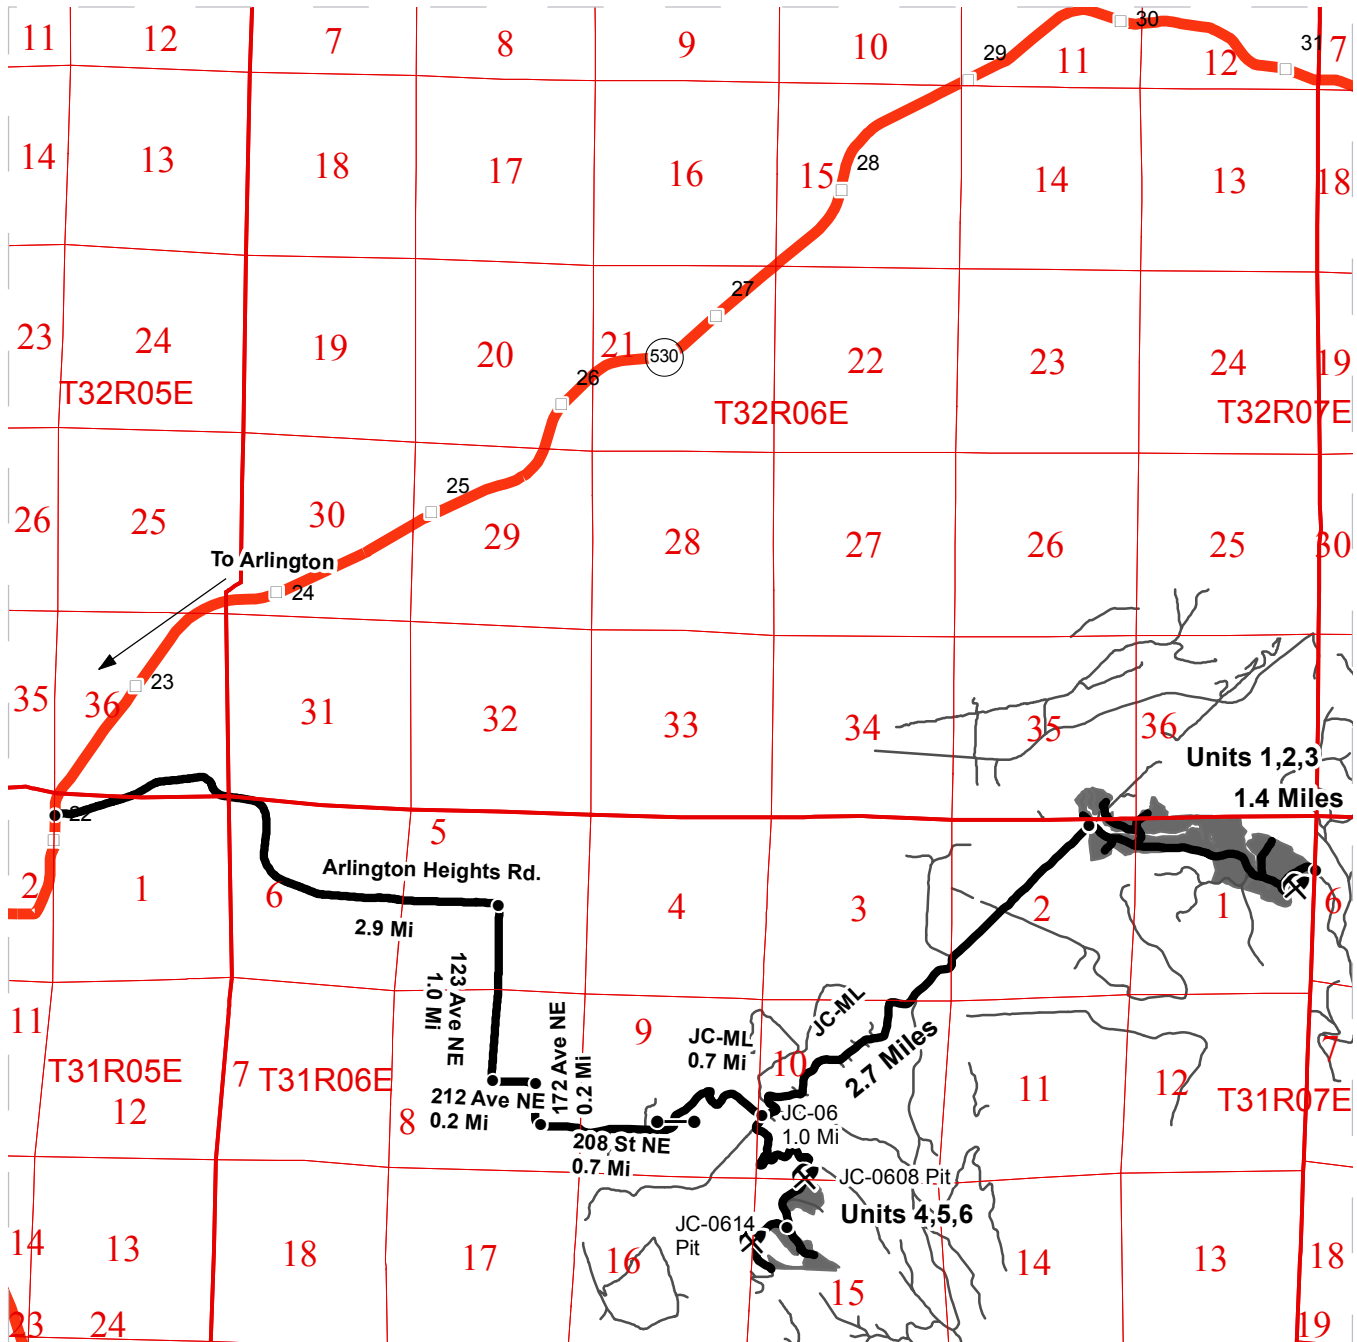 11 12 7 8 9 10 29 11 30 12 31 7
14 13 18 17 16 15 28 14 13 18
27
23 24 19 20 21 530 22 23 24 19
26
T32R05E T32R06E T32R07E
25
26 25 30 29 28 27 26 25 30
To Arlington
24
23
35 36 31 32 33 34 35 36
Units 1,2,3
1.4 Miles
22
5
Arlington Heights Rd.
2 1 6 4 3 2 1 6
2.9 Mi
123 Ave NE
1.0 Mi
172 Ave NE
0.2 Mi
JC-ML
11 9 JC-ML
0.7 Mi
2.7 Miles
10
7
T31R05E 7 T31R06E 11 12 T31R07E
12 8
212 Ave NE
0.2 Mi
JC-06
1.0 Mi
208 St NE
0.7 Mi
JC-0608 Pit
Units 4,5,6
JC-0614
Pit
14 13 18 17 16 15 14 13 18
23 24 19